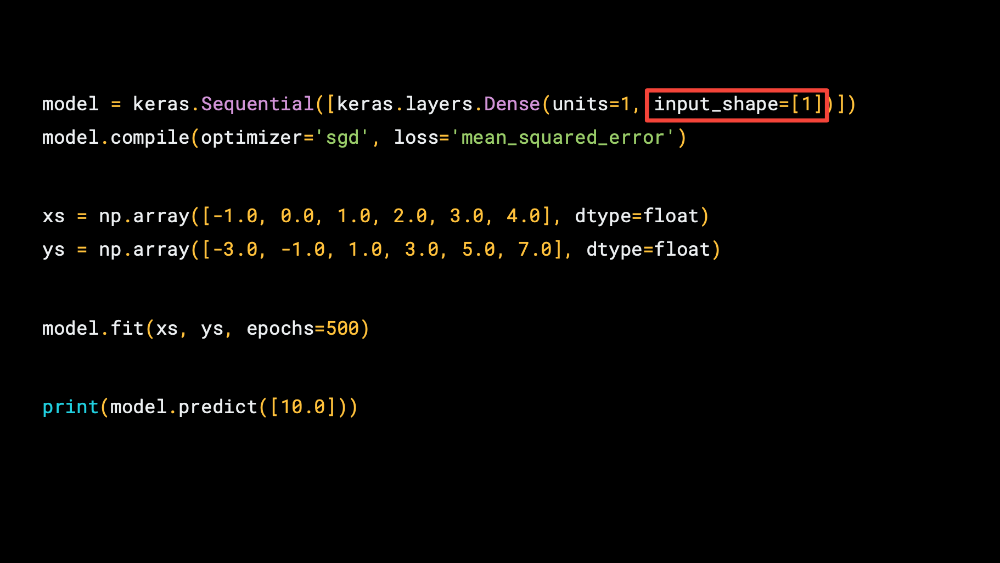 model = keras.Sequential([keras.layers.Dense(units=1, input_shape=[1])])
model.compile(optimizer='sgd', loss='mean_squared_error')
xs = np.array([-1.0, 0.0, 1.0, 2.0, 3.0, 4.0], dtype=float)
ys = np.array([-3.0, -1.0, 1.0, 3.0, 5.0, 7.0], dtype=float)
model.fit(xs, ys, epochs=500)
print(model.predict([10.0]))